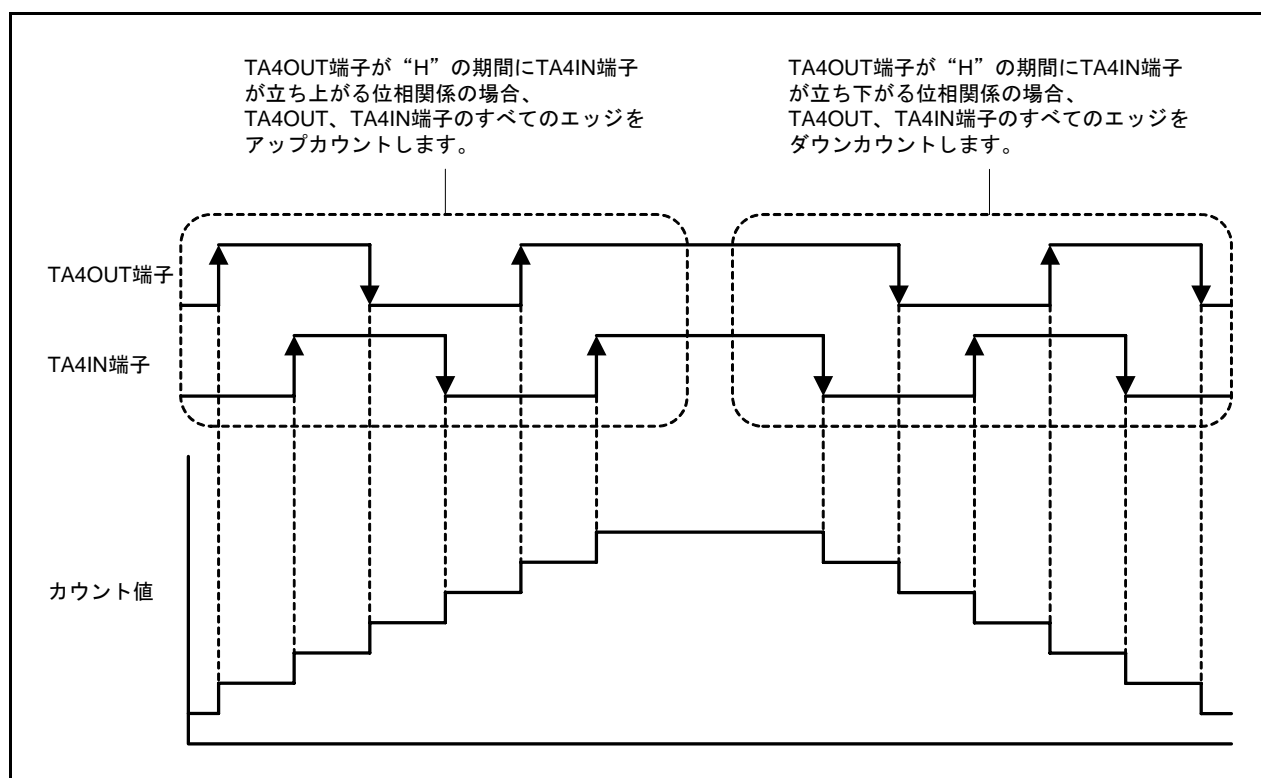 TA4OUT端子が“H”の期間にTA4IN端子
が立ち上がる位相関係の場合、
TA4OUT、TA4IN端子のすべてのエッジを
アップカウントします。
TA4OUT端子が“H”の期間にTA4IN端子
が立ち下がる位相関係の場合、
TA4OUT、TA4IN端子のすべてのエッジを
ダウンカウントします。
TA4OUT端子
TA4IN端子
カウント値